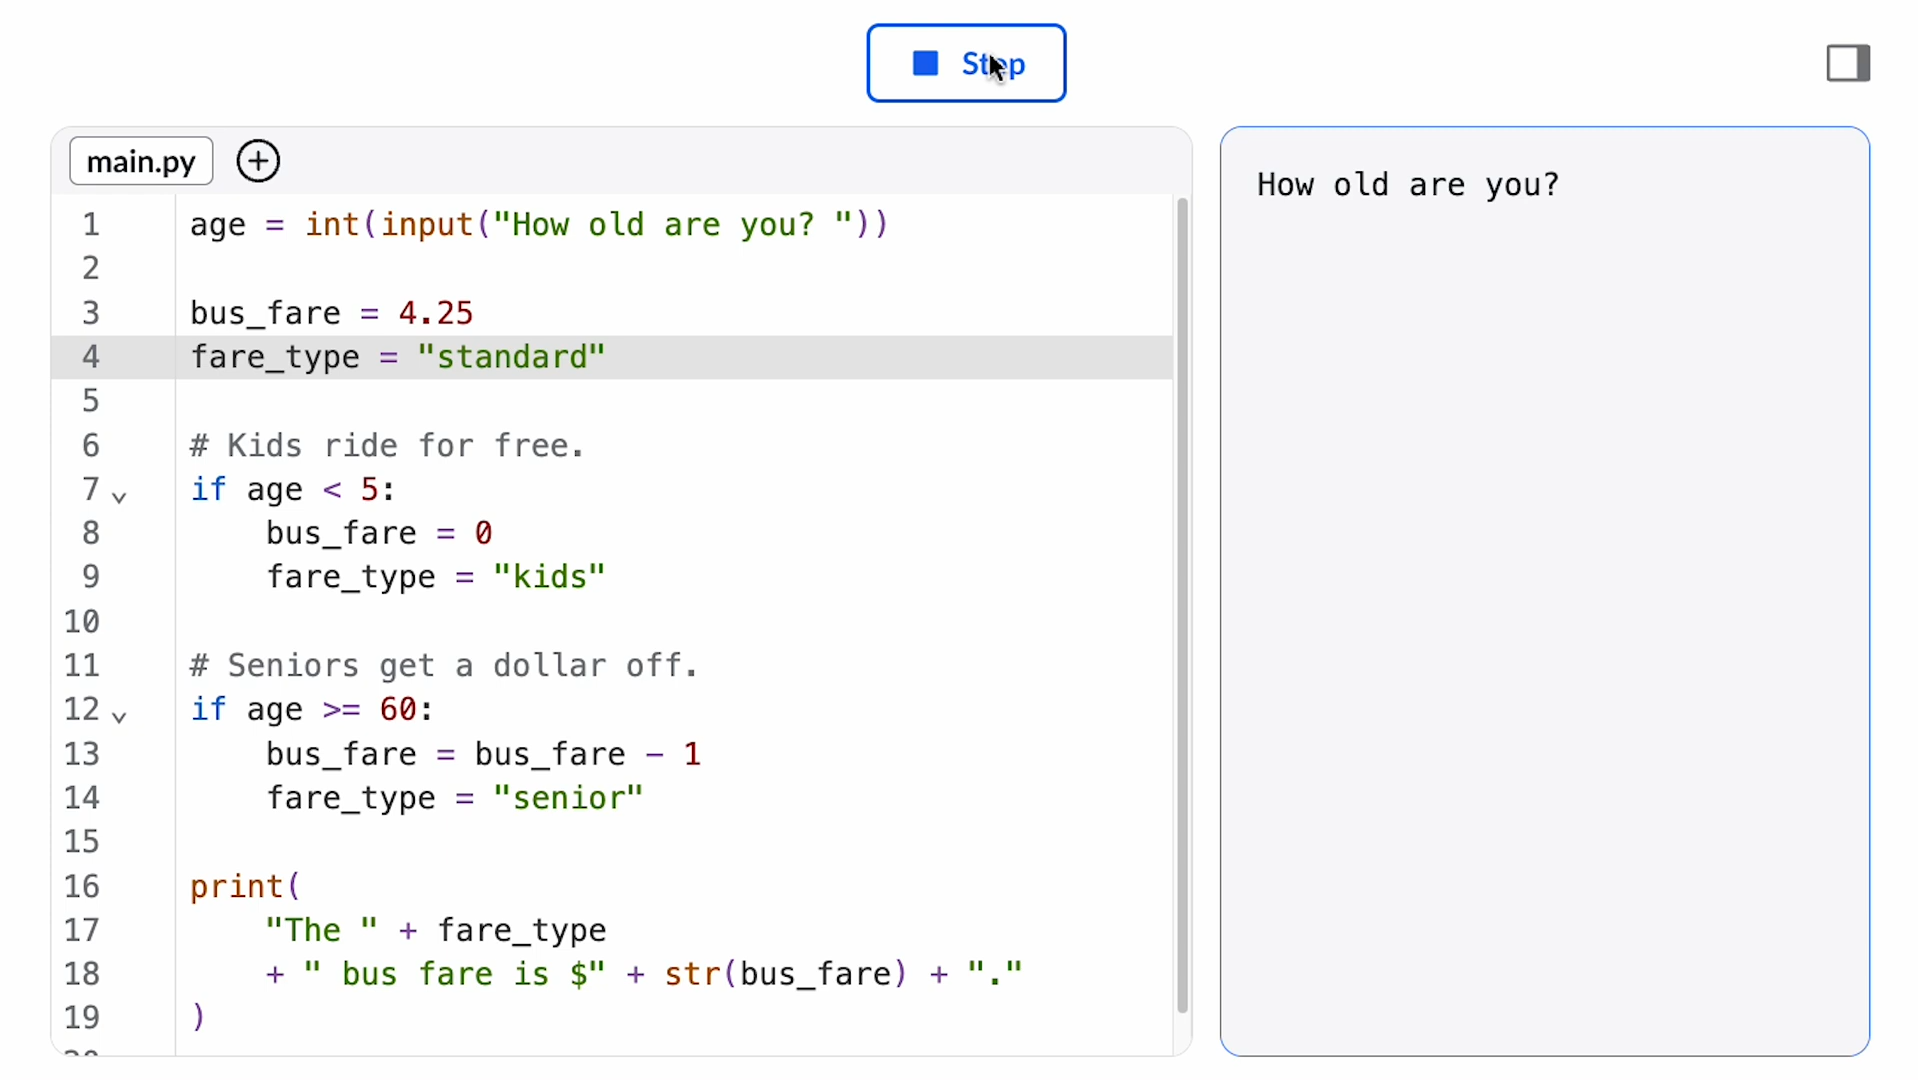 Stop
main.py
1 age = int(input("How old are you? "))
2
3 bus_fare = 4.25
4 fare_type = "standard"
5
6 # Kids ride for free.
7 if age < 5:
8     bus_fare = 0
9     fare_type = "kids"
10
11 # Seniors get a dollar off.
12 if age >= 60:
13     bus_fare = bus_fare - 1
14     fare_type = "senior"
15
16 print(
17     "The " + fare_type
18     + " bus fare is $" + str(bus_fare) + "."
19 )
20
How old are you?